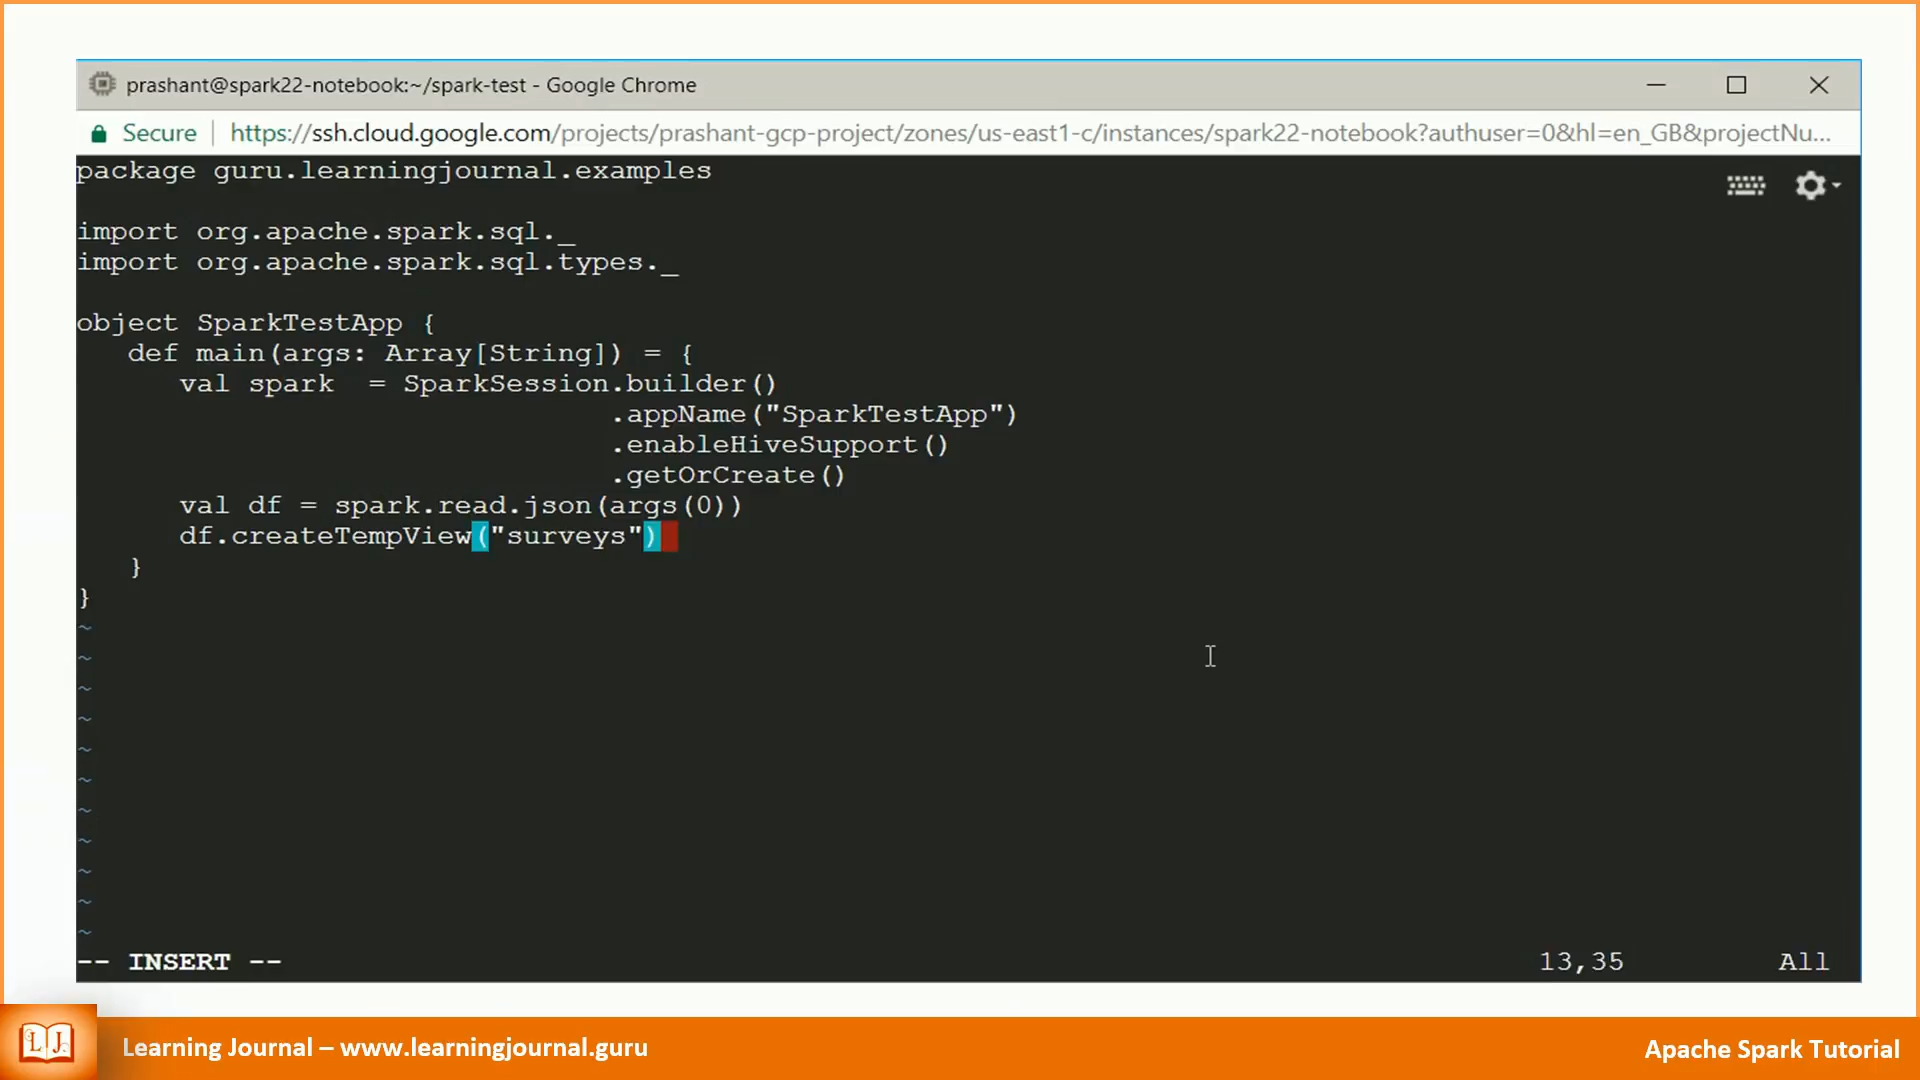 prashant@spark22-notebook:~/spark-test - Google Chrome
Secure | https://ssh.cloud.google.com/projects/prashant-gcp-project/zones/us-east1-c/instances/spark22-notebook?authuser=0&hl=en_GB&projectNu...
package guru.learningjournal.examples
import org.apache.spark.sql._
import org.apache.spark.sql.types._
object SparkTestApp {
   def main(args: Array[String]) = {
      val spark  = SparkSession.builder()
                               .appName("SparkTestApp")
                               .enableHiveSupport()
                               .getOrCreate()
      val df = spark.read.json(args(0))
      df.createTempView("surveys")
   }
}
~
~
~
~
~
~
~
~
~
~
~
-- INSERT --                    13,35         All
LJ
Learning Journal – www.learningjournal.guru
Apache Spark Tutorial